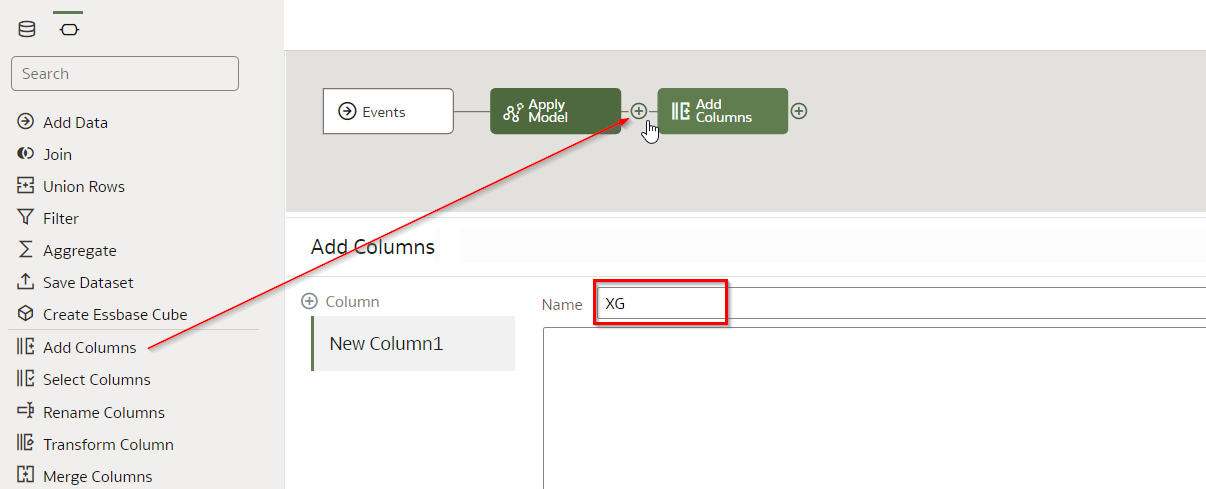 Search
Add Data
Join
Union Rows
Filter
Aggregate
Save Dataset
Create Essbase Cube
Add Columns
Select Columns
Rename Columns
Transform Column
Merge Columns
Events
Apply
Model
Add
Columns
Add Columns
Column
New Column1
Name
XG